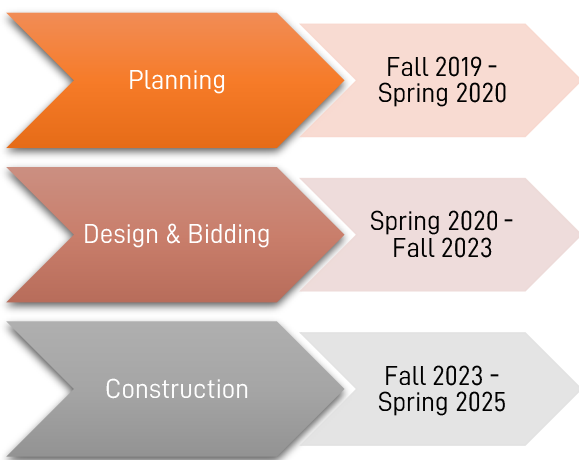 Planning
Fall 2019 -
Spring 2020
Design & Bidding
Spring 2020 -
Fall 2023
Construction
Fall 2023 -
Spring 2025